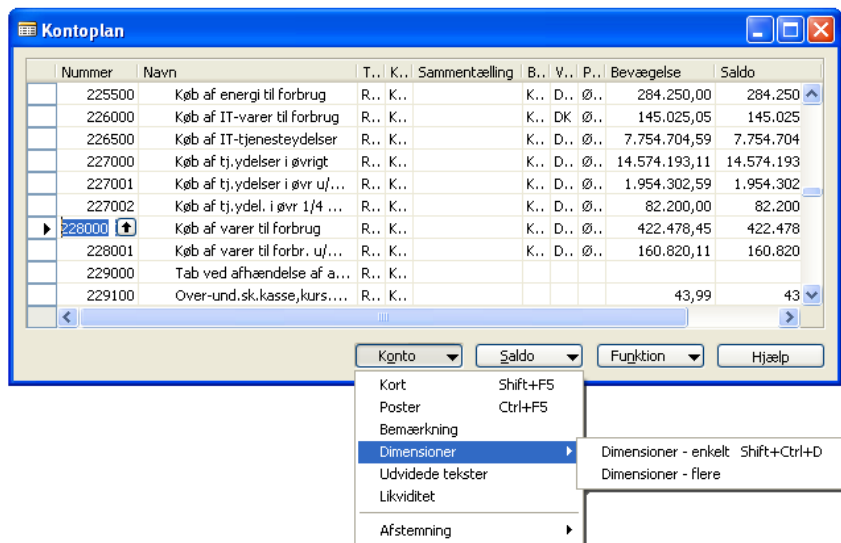 Kontoplan
Nummer Navn T.. K.. Sammentælling B.. V.. P.. Bevægelse Saldo
225500 Køb af energi til forbrug R.. K.. K.. D.. Ø.. 284.250,00 284.250
226000 Køb af IT-varer til forbrug R.. K.. K.. DK Ø.. 145.025,05 145.025
226500 Køb af IT-tjenesteydelser R.. K.. K.. D.. Ø.. 7.754.704,59 7.754.704
227000 Køb af tj.ydelser i øvrigt R.. K.. K.. D.. Ø.. 14.574.193,11 14.574.193
227001 Køb af tj.ydelser i øvr u/... R.. K.. K.. D.. Ø.. 1.954.302,59 1.954.302
227002 Køb af tj.ydel. i øvr 1/4 ... R.. K.. K.. D.. Ø.. 82.200,00 82.200
228000 Køb af varer til forbrug R.. K.. K.. D.. Ø.. 422.478,45 422.478
228001 Køb af varer til forbr. u/... R.. K.. K.. D.. Ø.. 160.820,11 160.820
229000 Tab ved afhændelse af a... R.. K..
229100 Over-und.sk.kasse,kurs.... R.. K.. 43,99 43
Konto Saldo Funktion Hjælp
Kort Shift+F5
Poster Ctrl+F5
Bemærkning
Dimensioner Dimensioner - enkelt Shift+Ctrl+D
Udvidede tekster Dimensioner - flere
Likviditet
Afstemning